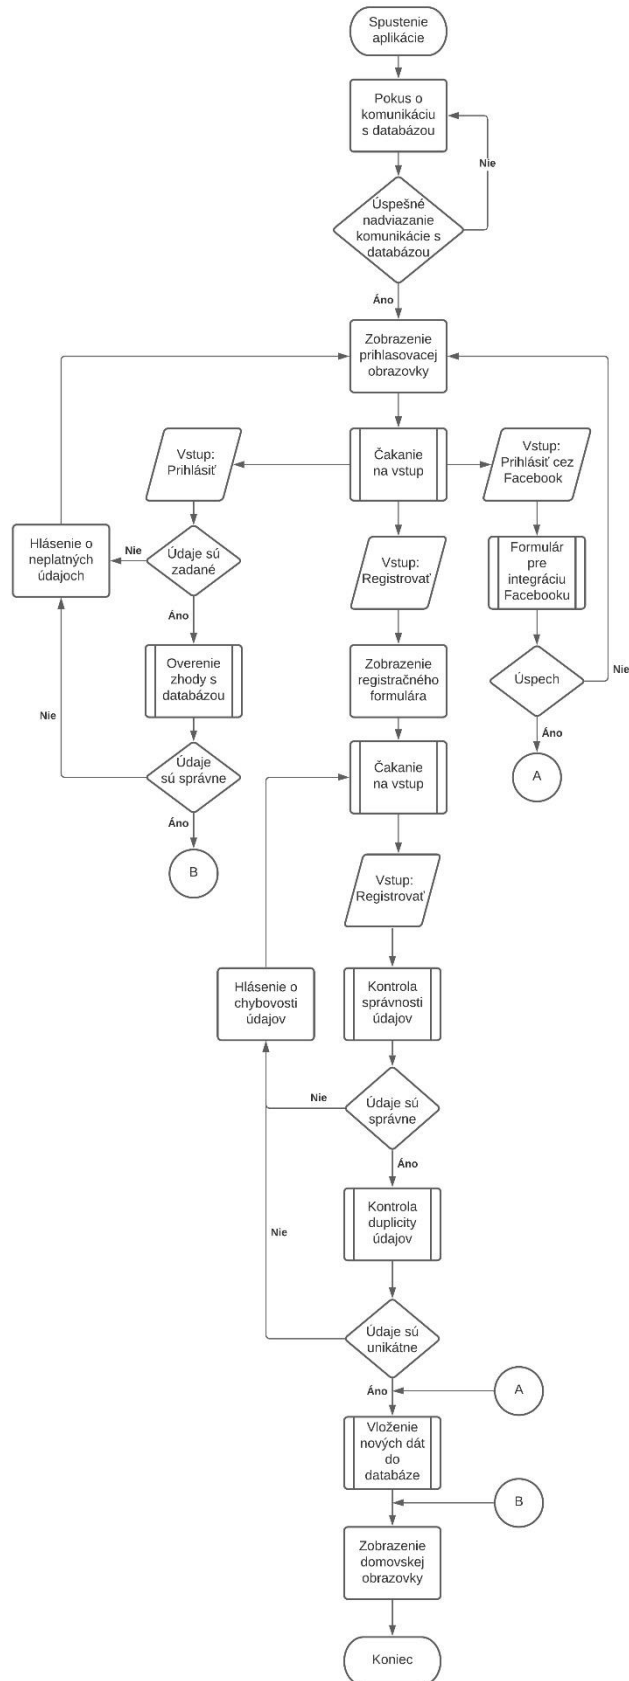 Spustenie
aplikácie
Pokus o
komunikáciu
s databázou
Nie
Úspešné
nadviazanie
komunikácie s
databázou
Áno
Zobrazenie
prihlasovacej
obrazovky
Vstup:
Prihlásiť
Čakanie
na vstup
Vstup:
Prihlásiť cez
Facebook
Hlásenie o
neplatných
údajoch
Nie
Údaje sú
zadané
Vstup:
Registrovať
Formulár
pre
integráciu
Facebooku
Áno
Overenie
zhody s
databázou
Zobrazenie
registračného
formulára
Úspech
Nie
Nie
Áno
Údaje
sú správne
Čakanie
na vstup
A
Áno
B
Vstup:
Registrovať
Hlásenie o
chybovosti
údajov
Kontrola
správnosti
údajov
Nie
Údaje sú
správne
Áno
Kontrola
duplicity
údajov
Nie
Údaje sú
unikátne
Áno
A
Vloženie
nových dát
do
databáze
B
Zobrazenie
domovskej
obrazovky
Koniec